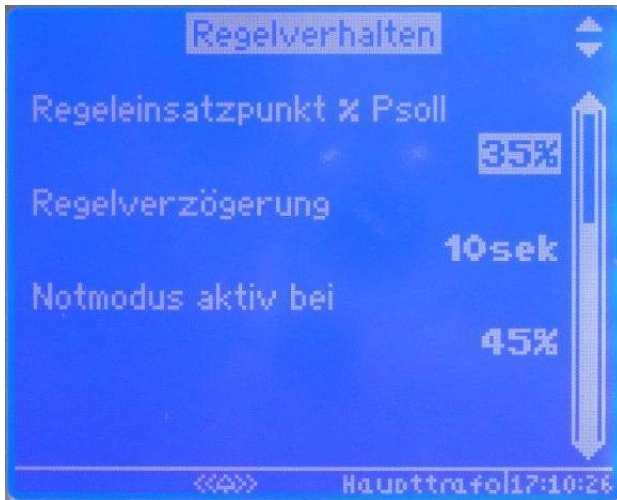 Regelverhalten
Regeleinsatzpunkt % Psoll
35%
Regelverzögerung
10sek
Notmodus aktiv bei
45%
Haupttrafo 17:10:26